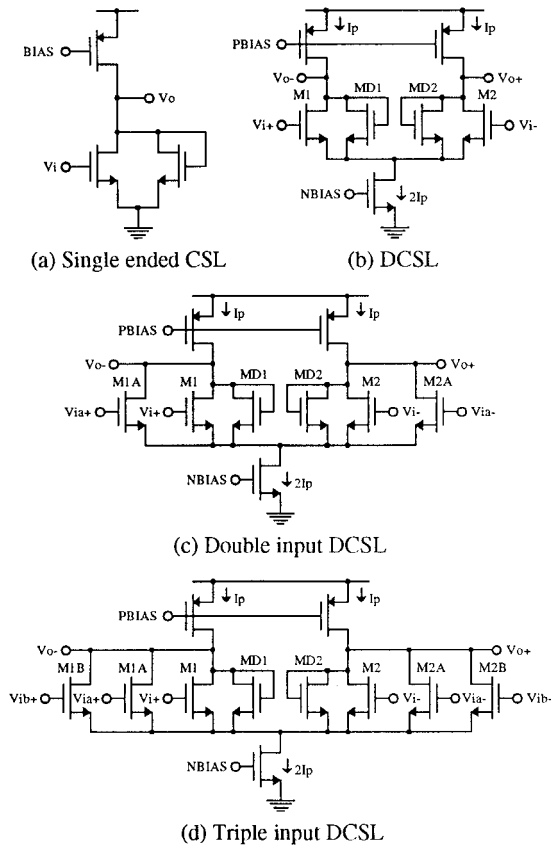 BIAS
Vo
Vi
(a) Single ended CSL
Ip
Ip
PBIAS
Vo-
Vo+
M1
MD1
MD2
M2
Vi+
Vi-
NBIAS
2Ip
(b) DCSL
Ip
Ip
PBIAS
Vo-
Vo+
M1A
M1
MD1
MD2
M2
M2A
Via+
Vi+
Vi-
Via-
NBIAS
2Ip
(c) Double input DCSL
Ip
Ip
PBIAS
Vo-
Vo+
M1B
M1A
M1
MD1
MD2
M2
M2A
M2B
Vib+
Via+
Vi+
Vi-
Via-
Vib-
NBIAS
2Ip
(d) Triple input DCSL